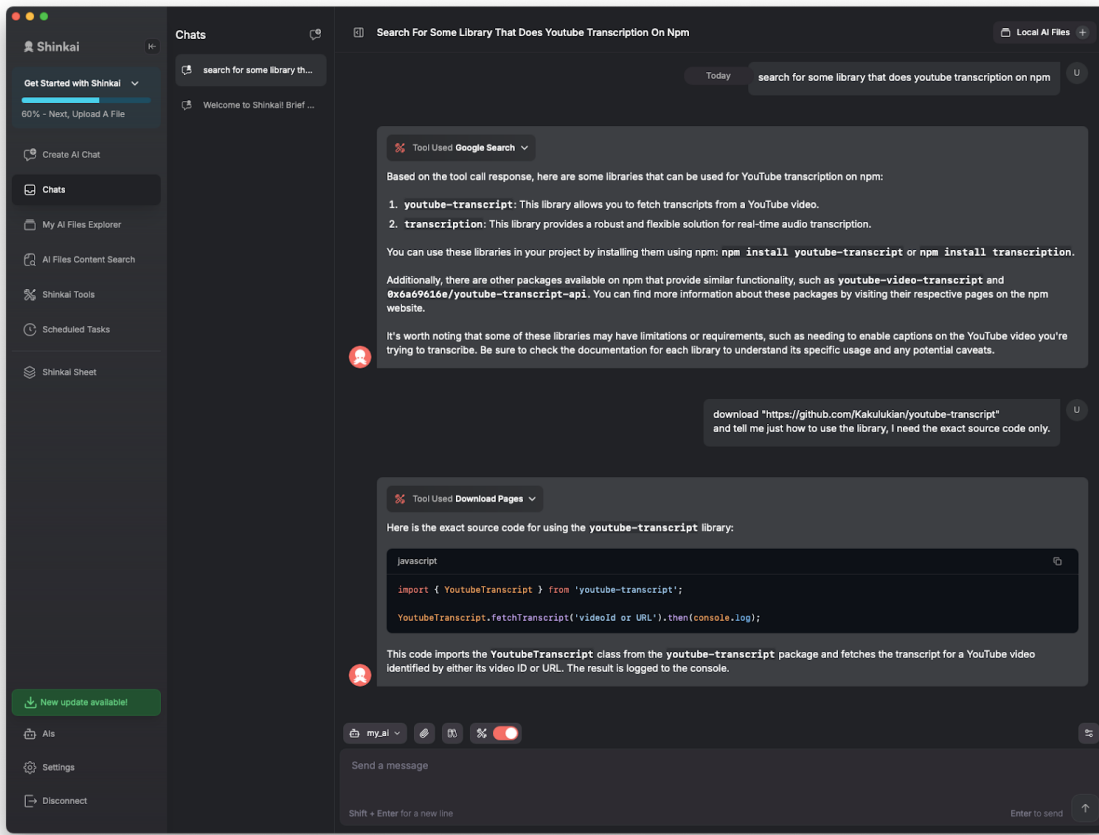 Shinkai
Get Started with Shinkai
60% - Next, Upload A File
Create AI Chat
Chats
My AI Files Explorer
AI Files Content Search
Shinkai Tools
Scheduled Tasks
Shinkai Sheet
New update available!
AIs
Settings
Disconnect
Chats
search for some library th...
Welcome to Shinkai! Brief ...
Search For Some Library That Does Youtube Transcription On Npm
Local AI Files
Today
search for some library that does youtube transcription on npm
U
Tool Used Google Search
Based on the tool call response, here are some libraries that can be used for YouTube transcription on npm:
1. youtube-transcript: This library allows you to fetch transcripts from a YouTube video.
2. transcription: This library provides a robust and flexible solution for real-time audio transcription.
You can use these libraries in your project by installing them using npm: npm install youtube-transcript or npm install transcription.
Additionally, there are other packages available on npm that provide similar functionality, such as youtube-video-transcript and
0x6a69616e/youtube-transcript-api. You can find more information about these packages by visiting their respective pages on the npm
website.
It's worth noting that some of these libraries may have limitations or requirements, such as needing to enable captions on the YouTube video you're
trying to transcribe. Be sure to check the documentation for each library to understand its specific usage and any potential caveats.
download "https://github.com/Kakulukian/youtube-transcript"
and tell me just how to use the library, I need the exact source code only.
U
Tool Used Download Pages
Here is the exact source code for using the youtube-transcript library:
javascript
import { YoutubeTranscript } from 'youtube-transcript';
YoutubeTranscript.fetchTranscript('videoId or URL').then(console.log);
This code imports the YoutubeTranscript class from the youtube-transcript package and fetches the transcript for a YouTube video
identified by either its video ID or URL. The result is logged to the console.
my_ai
Send a message
Shift + Enter for a new line
Enter to send